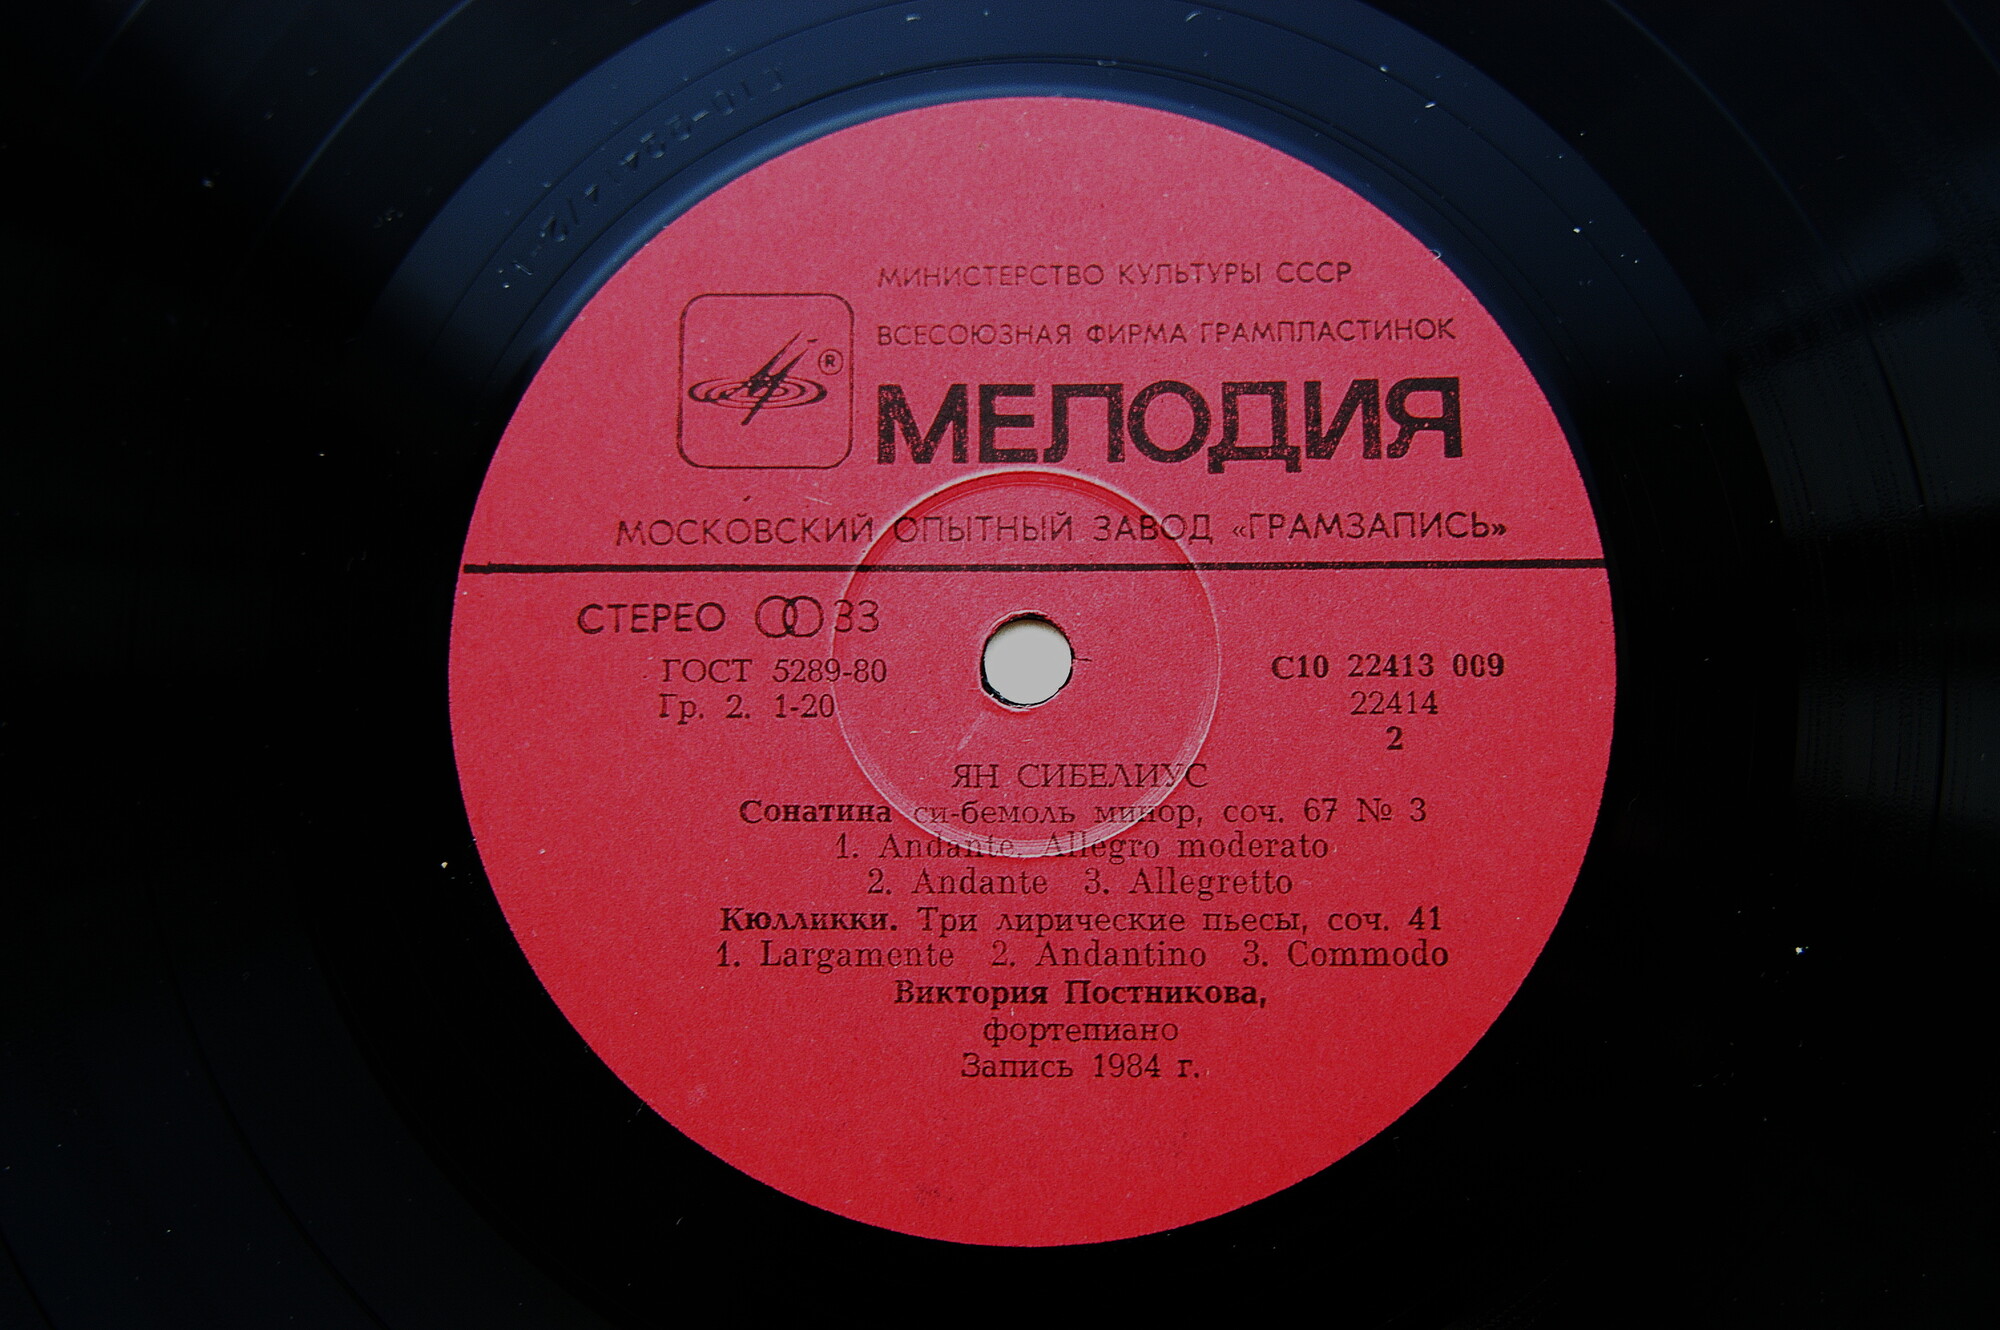 МИНИСТЕРСТВО КУЛЬТУРЫ СССР
ВСЕСОЮЗНАЯ ФИРМА ГРАМПЛАСТИНОК
®
МЕЛОДИЯ
МОСКОВСКИЙ ОПЫТНЫЙ ЗАВОД «ГРАМЗАПИСЬ»
СТЕРЕО 33
ГОСТ 5289-80
Гр. 2. 1-20
С10 22413 009
22414
2
ЯН СИБЕЛИУС
Сонатина си-бемоль минор, соч. 67 № 3
1. Andante. Allegro moderato
2. Andante 3. Allegretto
Кюлликки. Три лирические пьесы, соч. 41
1. Largamente 2. Andantino 3. Commodo
Виктория Постникова,
фортепиано
Запись 1984 г.